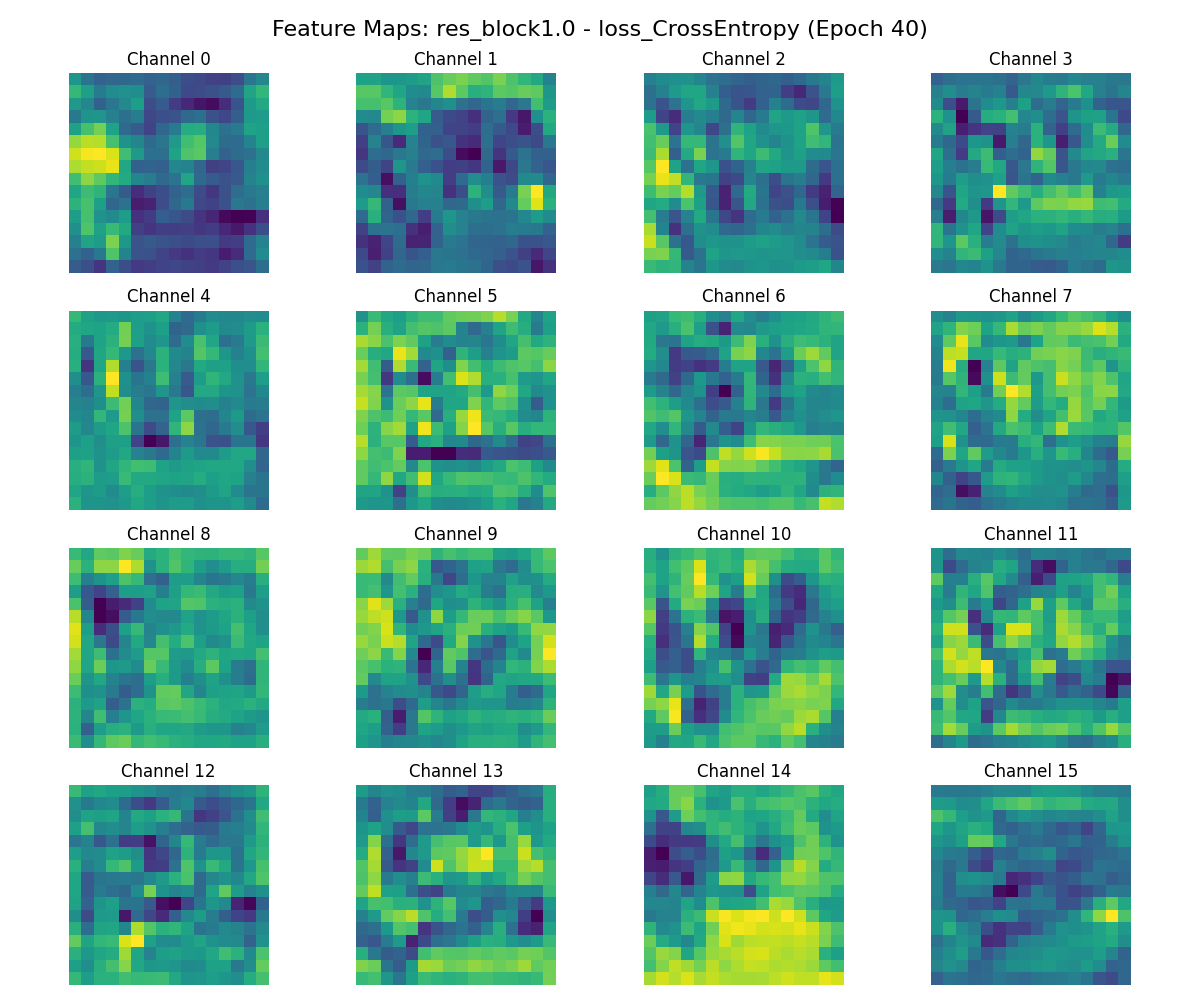 Feature Maps: res_block1.0 - loss_CrossEntropy (Epoch 40)
Channel 0
Channel 1
Channel 2
Channel 3
Channel 4
Channel 5
Channel 6
Channel 7
Channel 8
Channel 9
Channel 10
Channel 11
Channel 12
Channel 13
Channel 14
Channel 15